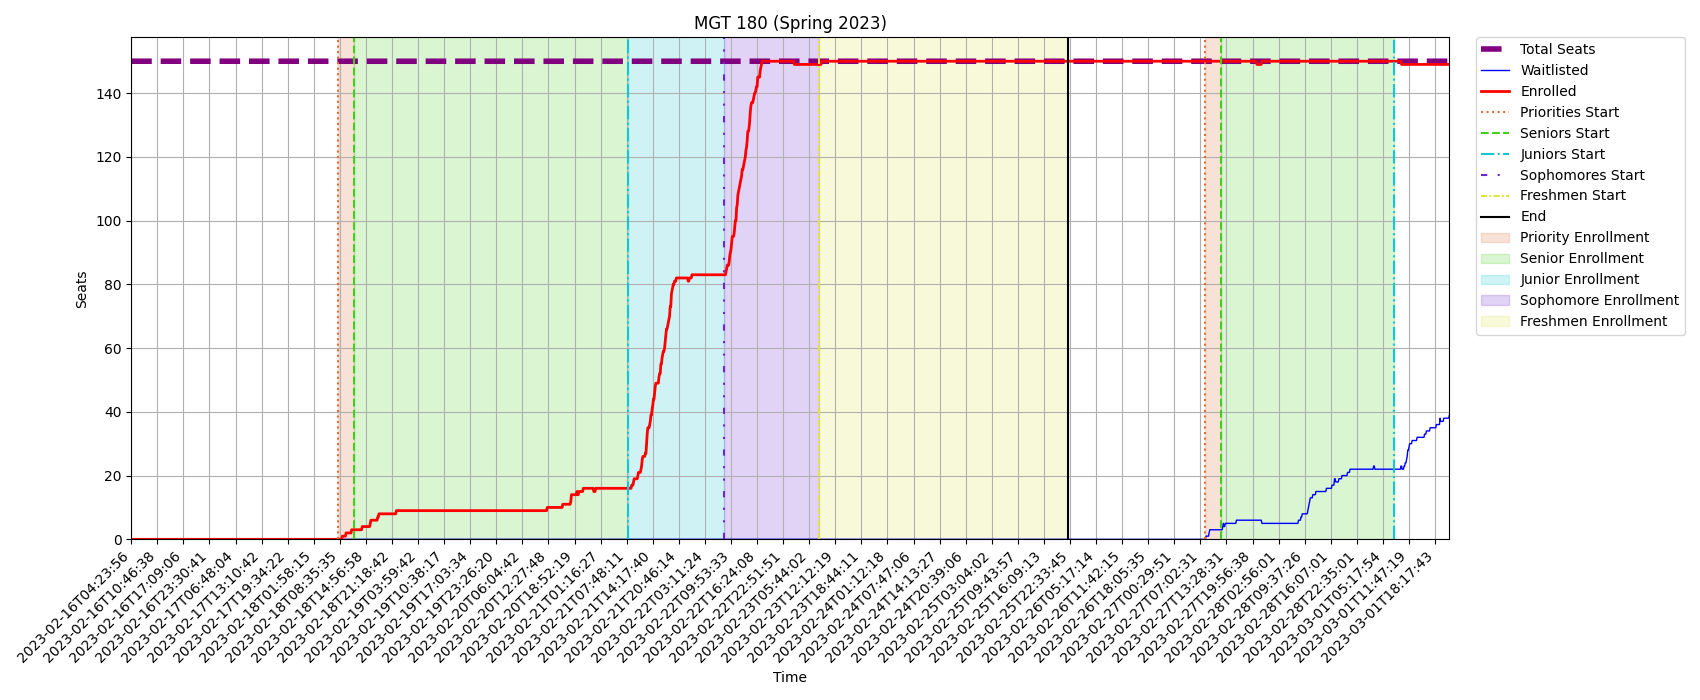 MGT 180 (Spring 2023)
Total Seats
Waitlisted
Enrolled
Priorities Start
Seniors Start
Juniors Start
Sophomores Start
Freshmen Start
End
Priority Enrollment
Senior Enrollment
Junior Enrollment
Sophomore Enrollment
Freshmen Enrollment
Seats
140
120
100
80
60
40
20
0
2023-02-16T04:23:56
2023-02-16T10:46:38
2023-02-16T17:09:06
2023-02-16T23:30:41
2023-02-17T06:48:04
2023-02-17T13:10:42
2023-02-17T19:34:22
2023-02-18T01:58:15
2023-02-18T08:35:35
2023-02-18T14:56:58
2023-02-18T21:18:42
2023-02-19T03:59:42
2023-02-19T10:38:17
2023-02-19T17:03:34
2023-02-19T23:26:20
2023-02-20T06:04:42
2023-02-20T12:27:48
2023-02-20T18:52:19
2023-02-21T01:16:27
2023-02-21T07:48:11
2023-02-21T14:17:40
2023-02-21T20:46:14
2023-02-22T03:11:24
2023-02-22T09:53:33
2023-02-22T16:24:08
2023-02-22T22:51:51
2023-02-23T05:44:02
2023-02-23T12:12:19
2023-02-23T18:44:11
2023-02-24T01:12:18
2023-02-24T07:47:06
2023-02-24T14:13:27
2023-02-24T20:39:06
2023-02-25T03:04:02
2023-02-25T09:43:57
2023-02-25T16:09:13
2023-02-25T22:33:45
2023-02-26T05:17:14
2023-02-26T11:42:15
2023-02-26T18:05:35
2023-02-27T00:29:51
2023-02-27T07:02:31
2023-02-27T13:28:31
2023-02-27T19:56:38
2023-02-28T02:56:01
2023-02-28T09:37:26
2023-02-28T16:07:01
2023-02-28T22:35:01
2023-03-01T05:17:54
2023-03-01T11:47:19
2023-03-01T18:17:43
Time